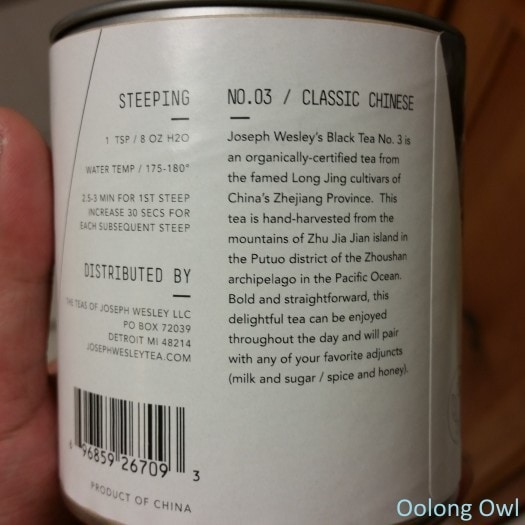 STEEPING
1 TSP / 8 OZ H2O
WATER TEMP / 175-180°
2.5-3 MIN FOR 1ST STEEP
INCREASE 30 SECS FOR
EACH SUBSEQUENT STEEP
DISTRIBUTED BY
THE TEAS OF JOSEPH WESLEY LLC
PO BOX 72039
DETROIT MI 48214
JOSEPHWESLEYTEA.COM
6 96859 26709 3
PRODUCT OF CHINA
NO.03 / CLASSIC CHINESE
Joseph Wesley's Black Tea No. 3 is
an organically-certified tea from
the famed Long Jing cultivars of
China's Zhejiang Province. This
tea is hand-harvested from the
mountains of Zhu Jia Jian island in
the Putuo district of the Zhoushan
archipelago in the Pacific Ocean.
Bold and straightforward, this
delightful tea can be enjoyed
throughout the day and will pair
with any of your favorite adjuncts
(milk and sugar / spice and honey).
Oolong Owl